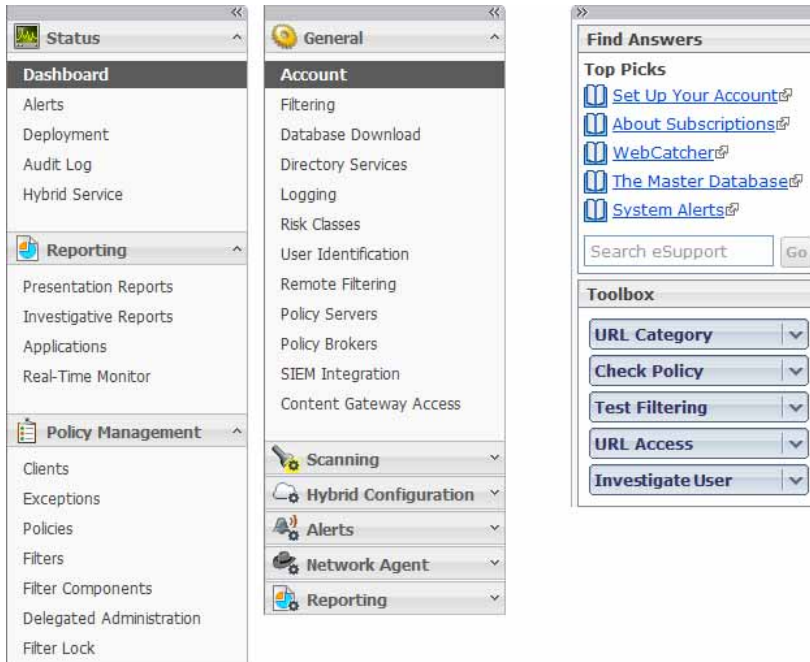 Status
Dashboard
Alerts
Deployment
Audit Log
Hybrid Service
Reporting
Presentation Reports
Investigative Reports
Applications
Real-Time Monitor
Policy Management
Clients
Exceptions
Policies
Filters
Filter Components
Delegated Administration
Filter Lock
General
Account
Filtering
Database Download
Directory Services
Logging
Risk Classes
User Identification
Remote Filtering
Policy Servers
Policy Brokers
SIEM Integration
Content Gateway Access
Scanning
Hybrid Configuration
Alerts
Network Agent
Reporting
Find Answers
Top Picks
Set Up Your Account
About Subscriptions
WebCatcher
The Master Database
System Alerts
Search eSupport Go
Toolbox
URL Category
Check Policy
Test Filtering
URL Access
Investigate User